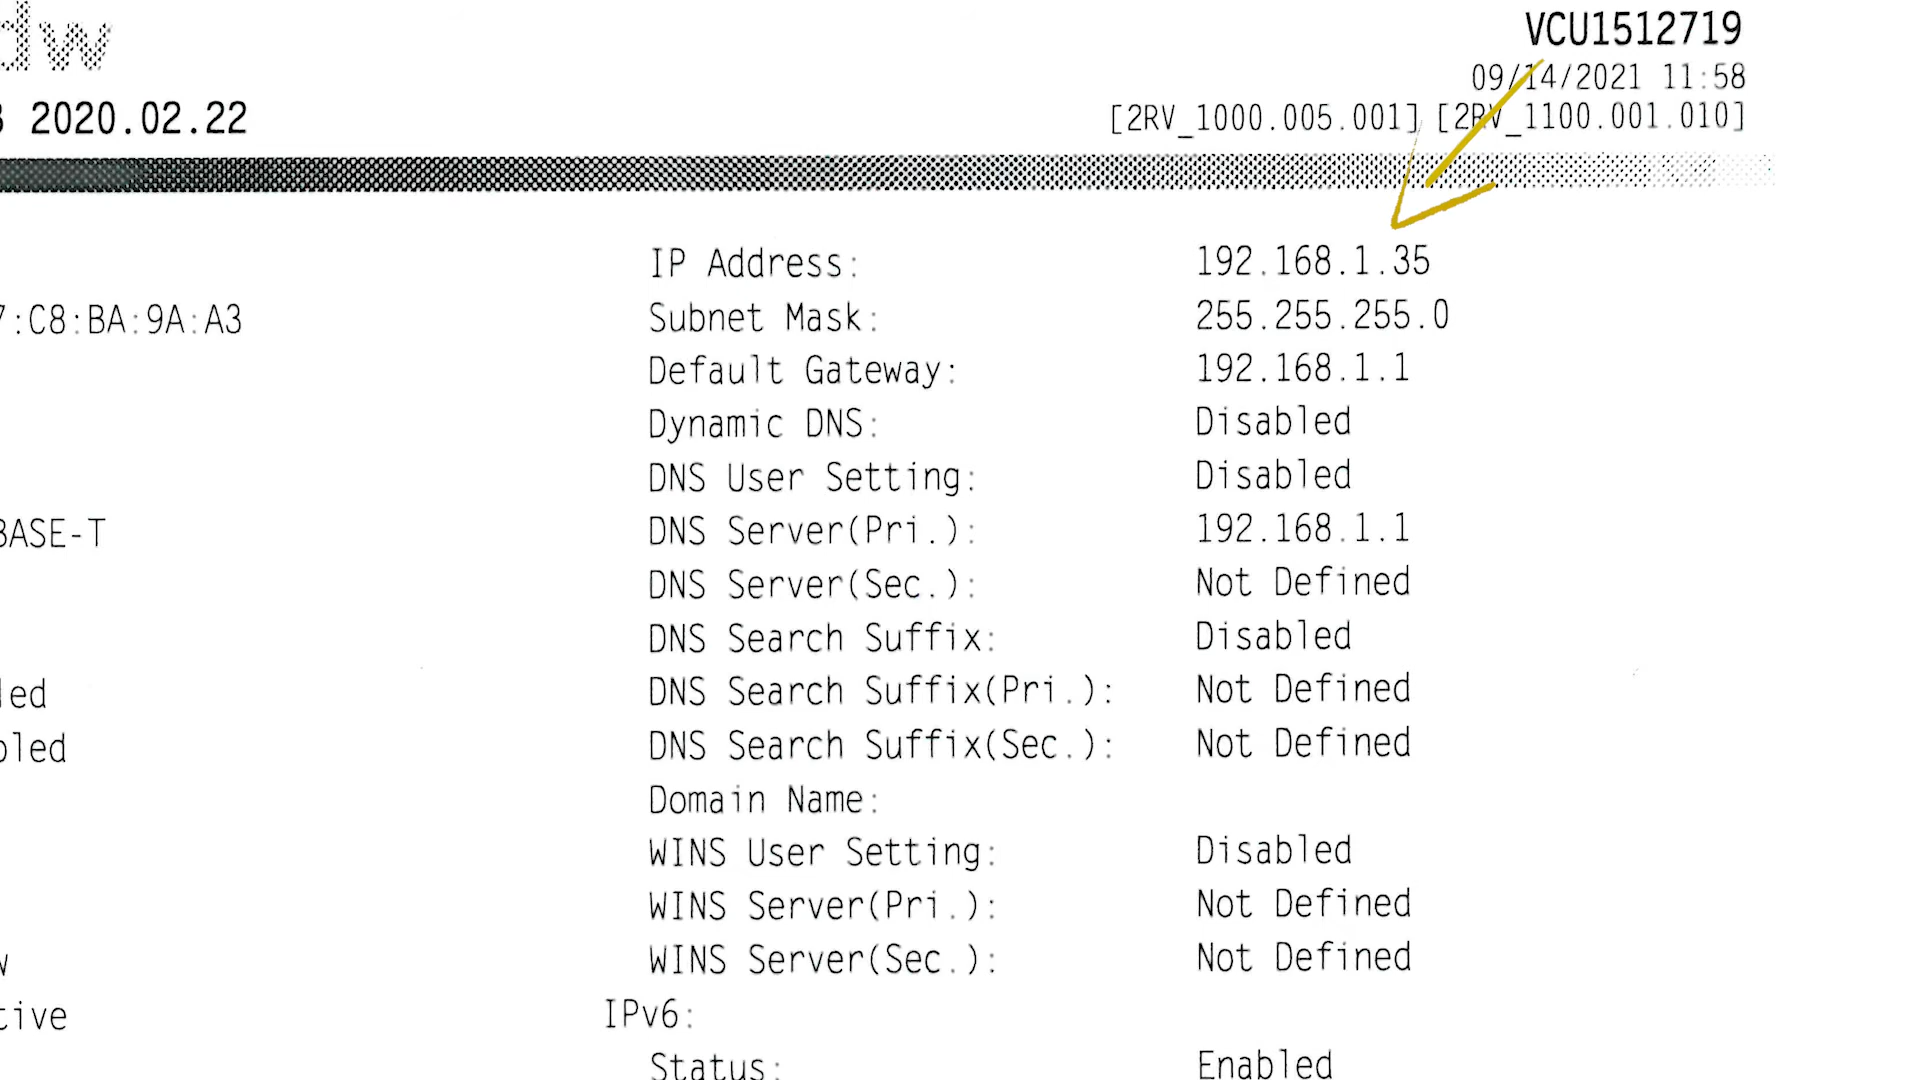 dw
VCU1512719
09/14/2021 11:58
2020.02.22
[2RV_1000.005.001] [2RV_1100.001.010]
IP Address: 192.168.1.35
:C8:BA:9A:A3
Subnet Mask: 255.255.255.0
Default Gateway: 192.168.1.1
Dynamic DNS: Disabled
DNS User Setting: Disabled
BASE-T
DNS Server(Pri.): 192.168.1.1
DNS Server(Sec.): Not Defined
DNS Search Suffix: Disabled
led
DNS Search Suffix(Pri.): Not Defined
bled
DNS Search Suffix(Sec.): Not Defined
Domain Name:
WINS User Setting: Disabled
WINS Server(Pri.): Not Defined
w
WINS Server(Sec.): Not Defined
tive
IPv6:
Status: Enabled